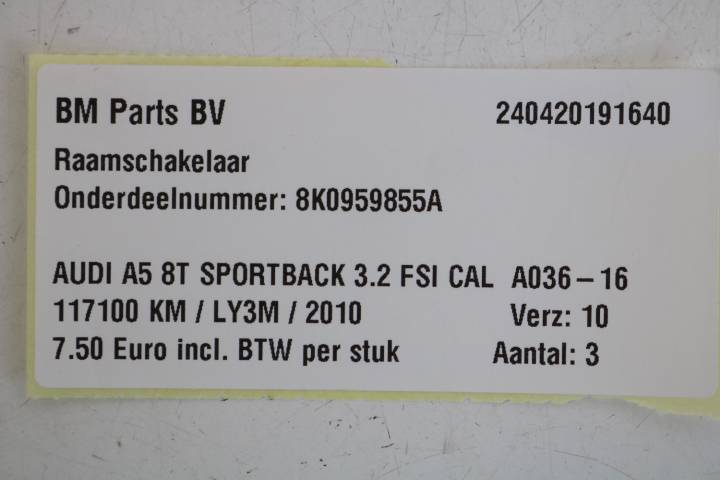 BM Parts BV 240420191640
Raamschakelaar
Onderdeelnummer: 8K0959855A
AUDI A5 8T SPORTBACK 3.2 FSI CAL A036-16
117100 KM / LY3M / 2010 Verz: 10
7.50 Euro incl. BTW per stuk Aantal: 3